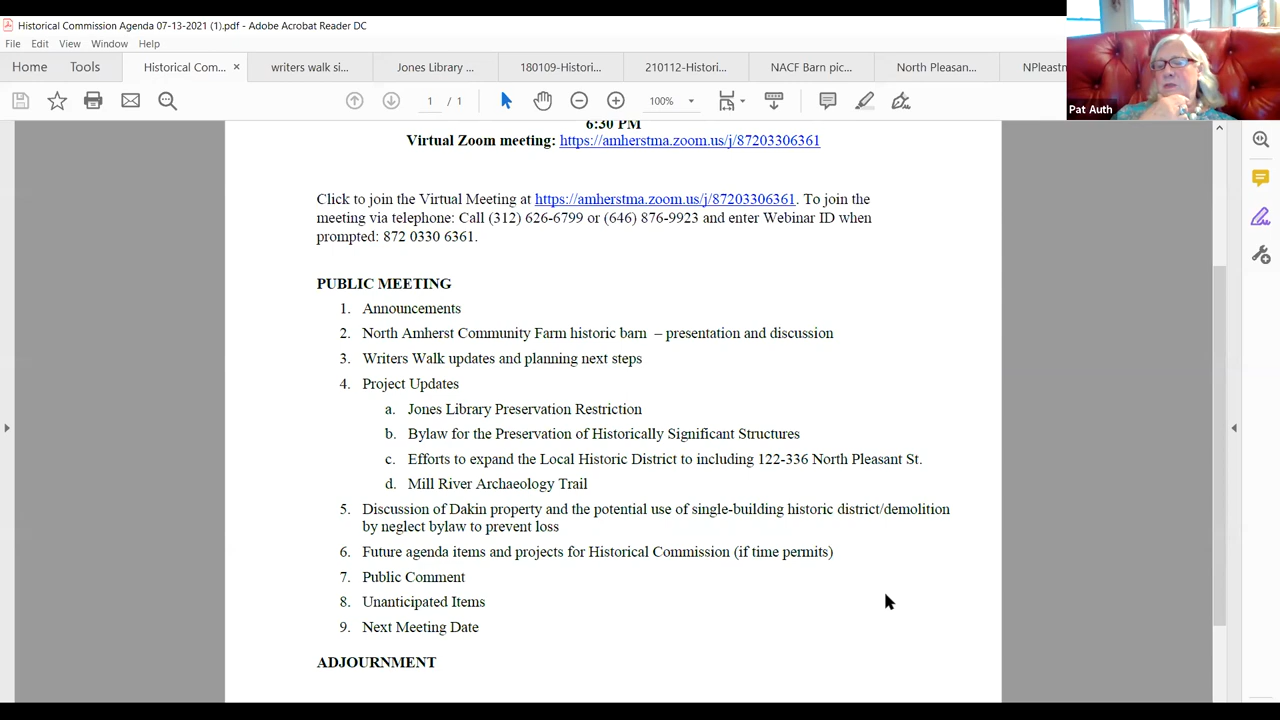 Historical Commission Agenda 07-13-2021 (1).pdf - Adobe Acrobat Reader DC
File Edit View Window Help
Home Tools Historical Com... × writers walk si... Jones Library ... 180109-Histori... 210112-Histori... NACF Barn pic... North Pleasan... NPleastn
1 / 1 100%
Pat Auth
6:30 PM
Virtual Zoom meeting: https://amherstma.zoom.us/j/87203306361
Click to join the Virtual Meeting at https://amherstma.zoom.us/j/87203306361. To join the
meeting via telephone: Call (312) 626-6799 or (646) 876-9923 and enter Webinar ID when
prompted: 872 0330 6361.
PUBLIC MEETING
1. Announcements
2. North Amherst Community Farm historic barn – presentation and discussion
3. Writers Walk updates and planning next steps
4. Project Updates
a. Jones Library Preservation Restriction
b. Bylaw for the Preservation of Historically Significant Structures
c. Efforts to expand the Local Historic District to including 122-336 North Pleasant St.
d. Mill River Archaeology Trail
5. Discussion of Dakin property and the potential use of single-building historic district/demolition
by neglect bylaw to prevent loss
6. Future agenda items and projects for Historical Commission (if time permits)
7. Public Comment
8. Unanticipated Items
9. Next Meeting Date
ADJOURNMENT